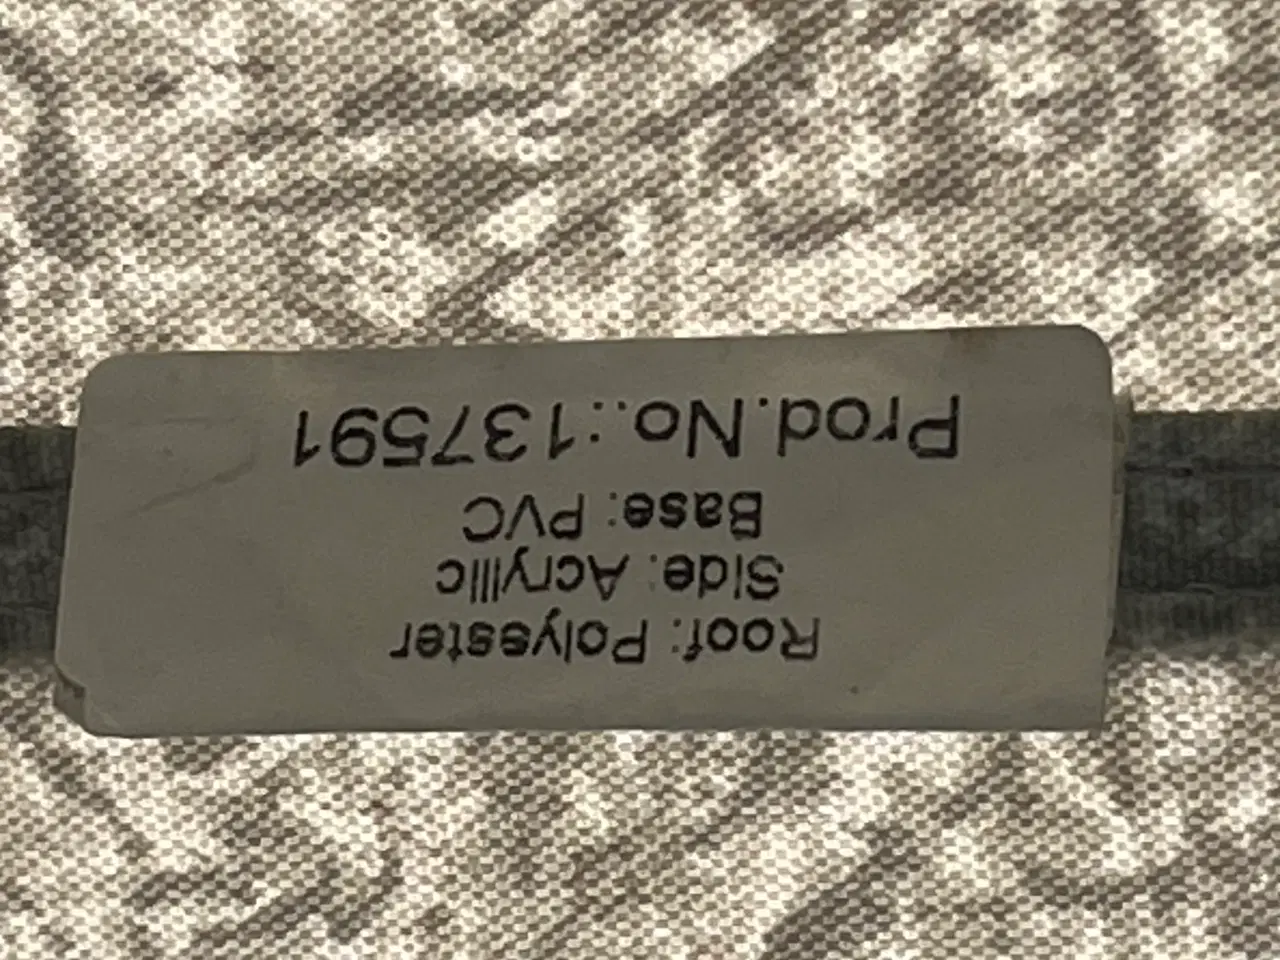 Roof: Polyester
Side: Acryllic
Base: PVC
Prod.No.:137591